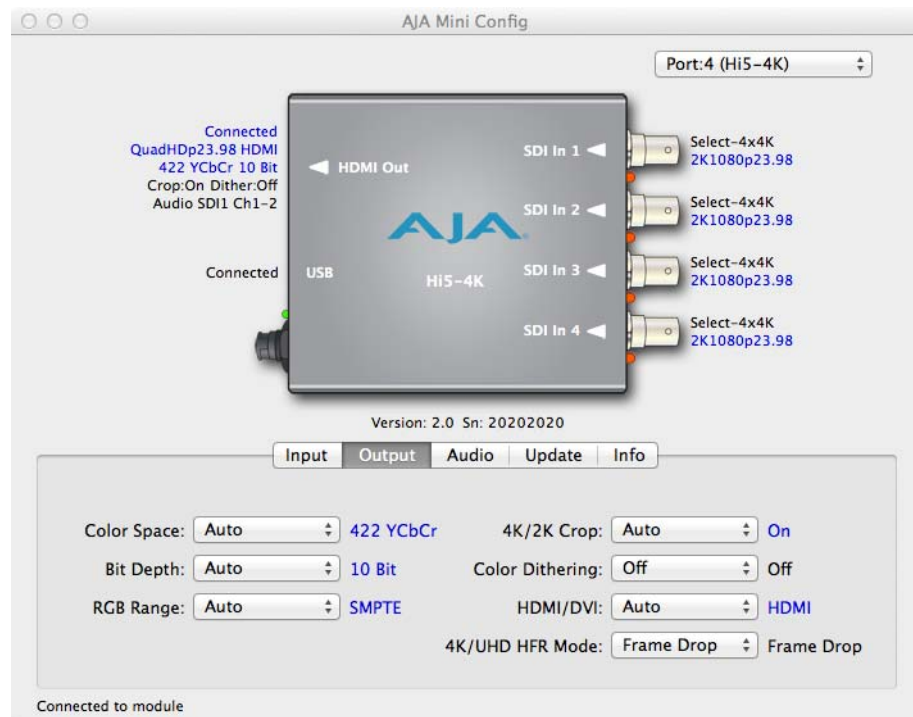 AJA Mini Config
Port:4 (Hi5-4K)
Connected
QuadHDp23.98 HDMI
422 YCbCr 10 Bit
Crop:On Dither:Off
Audio SDI1 Ch1-2
Connected
HDMI Out
USB
AJA
Hi5-4K
SDI In 1
SDI In 2
SDI In 3
SDI In 4
Select-4x4K
2K1080p23.98
Select-4x4K
2K1080p23.98
Select-4x4K
2K1080p23.98
Select-4x4K
2K1080p23.98
Version: 2.0 Sn: 20202020
Input Output Audio Update Info
Color Space: Auto 422 YCbCr 4K/2K Crop: Auto On
Bit Depth: Auto 10 Bit Color Dithering: Off Off
RGB Range: Auto SMPTE HDMI/DVI: Auto HDMI
4K/UHD HFR Mode: Frame Drop Frame Drop
Connected to module